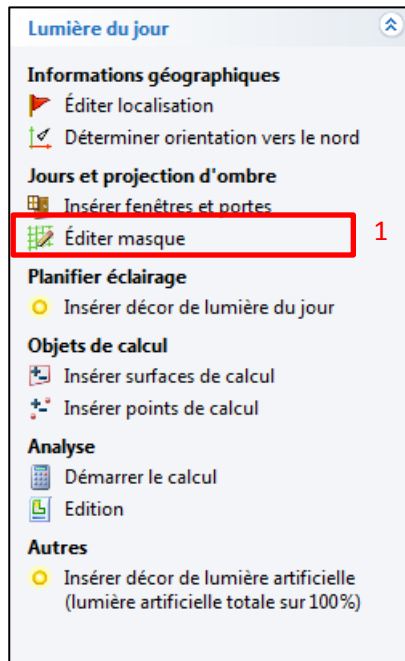 Lumière du jour
Informations géographiques
Éditer localisation
Déterminer orientation vers le nord
Jours et projection d'ombre
Insérer fenêtres et portes
Éditer masque
1
Planifier éclairage
Insérer décor de lumière du jour
Objets de calcul
Insérer surfaces de calcul
Insérer points de calcul
Analyse
Démarrer le calcul
Edition
Autres
Insérer décor de lumière artificielle
(lumière artificielle totale sur 100%)